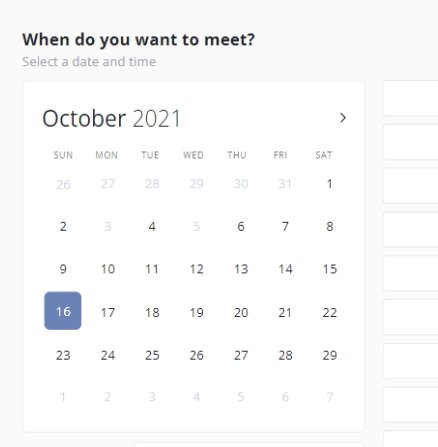 When do you want to meet?
Select a date and time
October 2021 >
SUN MON TUE WED THU FRI SAT
26 27 28 29 30 31 1
2 3 4 5 6 7 8
9 10 11 12 13 14 15
16 17 18 19 20 21 22
23 24 25 26 27 28 29
1 2 3 4 5 6 7